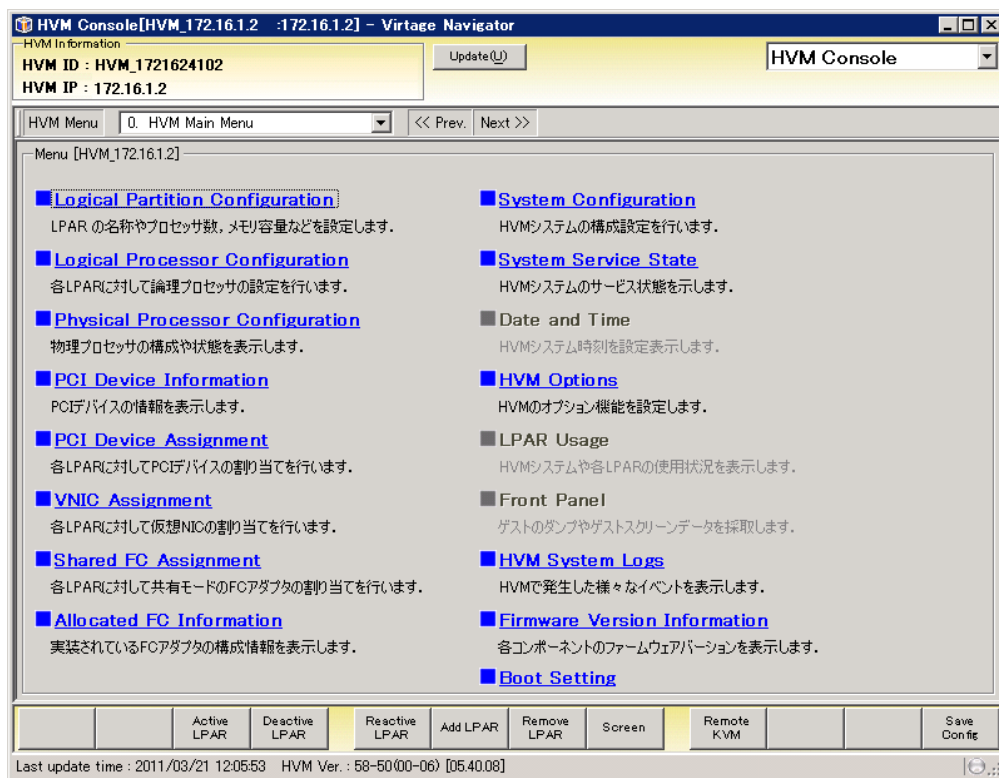 HVM Console[HVM_172.16.1.2 :172.16.1.2] - Virtage Navigator
HVM Information
HVM ID : HVM_1721624102
HVM IP : 172.16.1.2
Update(U)
HVM Console
HVM Menu
0. HVM Main Menu
<< Prev.
Next >>
Menu [HVM_172.16.1.2]
Logical Partition Configuration
LPAR の名称やプロセッサ数, メモリ容量などを設定します.
Logical Processor Configuration
各LPARに対して論理プロセッサの設定を行います.
Physical Processor Configuration
物理プロセッサの構成や状態を表示します.
PCI Device Information
PCIデバイスの情報を表示します.
PCI Device Assignment
各LPARに対してPCIデバイスの割り当てを行います.
VNIC Assignment
各LPARに対して仮想NICの割り当てを行います.
Shared FC Assignment
各LPARに対して共有モードのFCアダプタの割り当てを行います.
Allocated FC Information
実装されているFCアダプタの構成情報を表示します.
System Configuration
HVMシステムの構成設定を行います.
System Service State
HVMシステムのサービス状態を示します.
Date and Time
HVMシステム時刻を設定表示します.
HVM Options
HVMのオプション機能を設定します.
LPAR Usage
HVMシステムや各LPARの使用状況を表示します.
Front Panel
ゲストのダンプやゲストスクリーンデータを採取します.
HVM System Logs
HVMで発生した様々なイベントを表示します.
Firmware Version Information
各コンポーネントのファームウェアバージョンを表示します.
Boot Setting
Active LPAR
Deactive LPAR
Reactive LPAR
Add LPAR
Remove LPAR
Screen
Remote KVM
Save Config
Last update time : 2011/03/21 12:05:53 HVM Ver. : 58-50(00-06) [05.40.08]